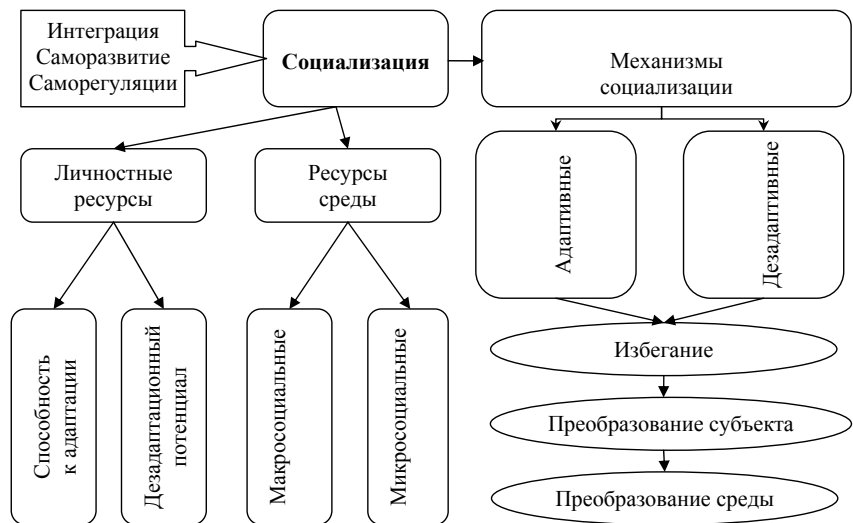 Интеграция
Саморазвитие
Саморегуляции
Социализация
Механизмы
социализации
Личностные
ресурсы
Ресурсы
среды
Адаптивные
Дезадаптивные
Способность
к адаптации
Дезадаптационный
потенциал
Макросоциальные
Микросоциальные
Избегание
Преобразование субъекта
Преобразование среды